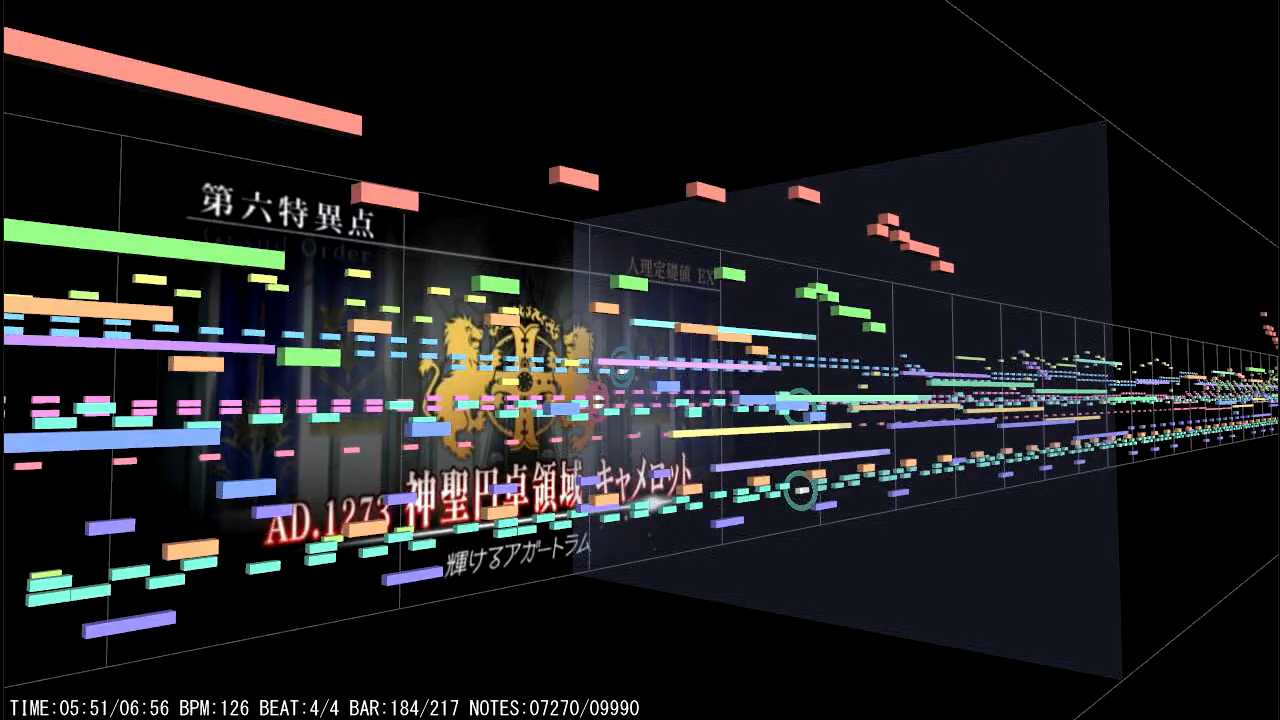 第六特異点
Grand Order
人理定礎値 EX
AD.1273 神聖円卓領域 キャメロット
輝けるアガートラム
TIME:05:51/06:56 BPM:126 BEAT:4/4 BAR:184/217 NOTES:07270/09990